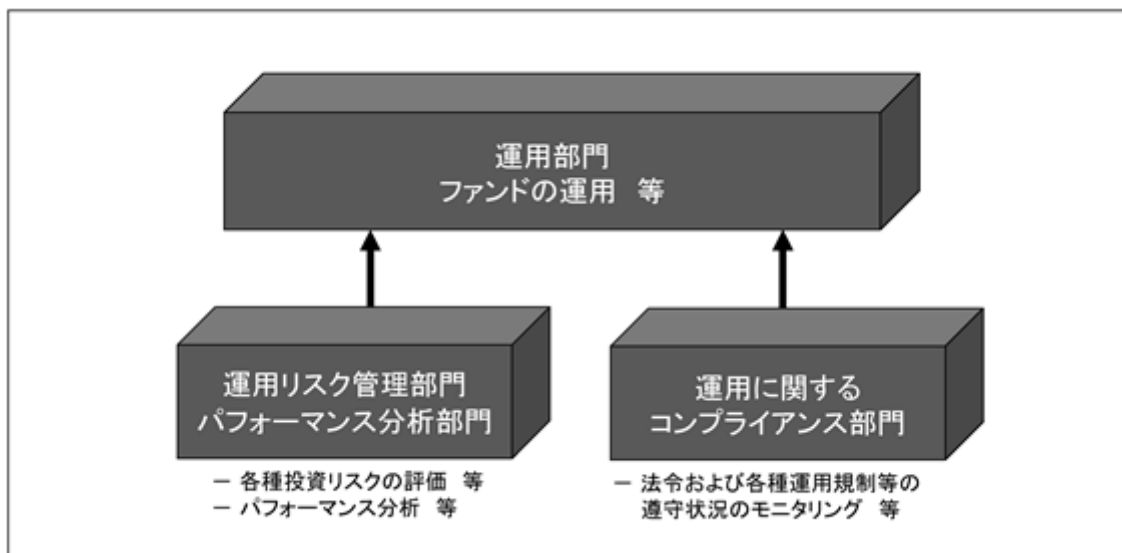 運用部門
ファンドの運用 等
運用リスク管理部門
パフォーマンス分析部門
運用に関する
コンプライアンス部門
－ 各種投資リスクの評価 等
－ パフォーマンス分析 等
－ 法令および各種運用規制等の
遵守状況のモニタリング 等